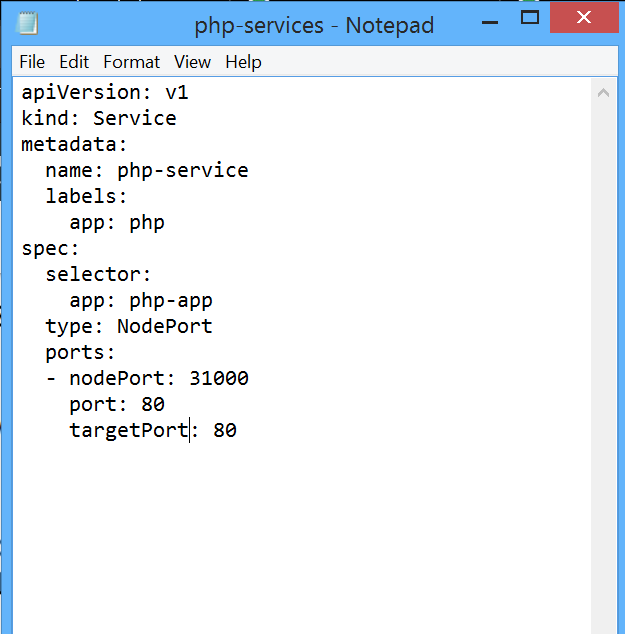 php-services - Notepad
File Edit Format View Help
apiVersion: v1
kind: Service
metadata:
  name: php-service
  labels:
    app: php
spec:
  selector:
    app: php-app
  type: NodePort
  ports:
  - nodePort: 31000
    port: 80
    targetPort: 80